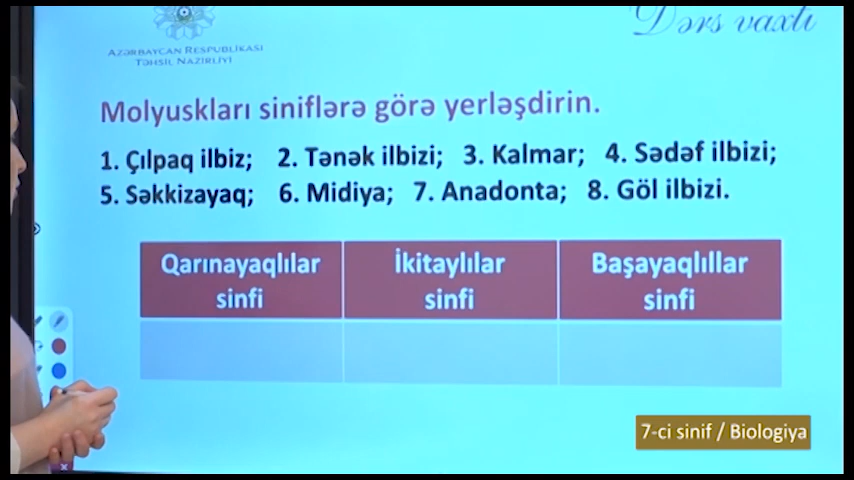 Dərs vaxtı
AZƏRBAYCAN RESPUBLİKASI
TƏHSİL NAZİRLİYİ
Molyuskları siniflərə görə yerləşdirin.
1. Çılpaq ilbiz; 2. Tənək ilbizi; 3. Kalmar; 4. Sədəf ilbizi;
5. Səkkizayaq; 6. Midiya; 7. Anadonta; 8. Göl ilbizi.
Qarınayaqlılar
sinfi
İkitaylılar
sinfi
Başayaqlıllar
sinfi
7-ci sinif / Biologiya